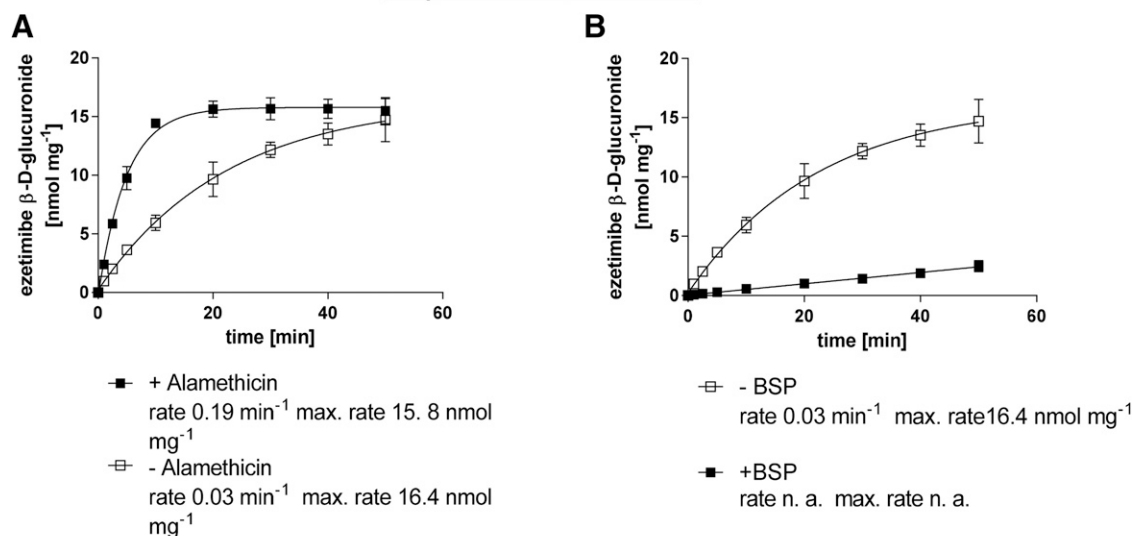 A
ezetimibe β-D-glucuronide
[nmol mg-1]
20
15
10
5
0
0
20
40
60
time [min]
+ Alamethicin
rate 0.19 min-1 max. rate 15. 8 nmol
mg-1
- Alamethicin
rate 0.03 min-1 max. rate 16.4 nmol
mg-1
B
ezetimibe β-D-glucuronide
[nmol mg-1]
20
15
10
5
0
0
20
40
60
time [min]
- BSP
rate 0.03 min-1 max. rate16.4 nmol mg-1
+BSP
rate n. a. max. rate n. a.